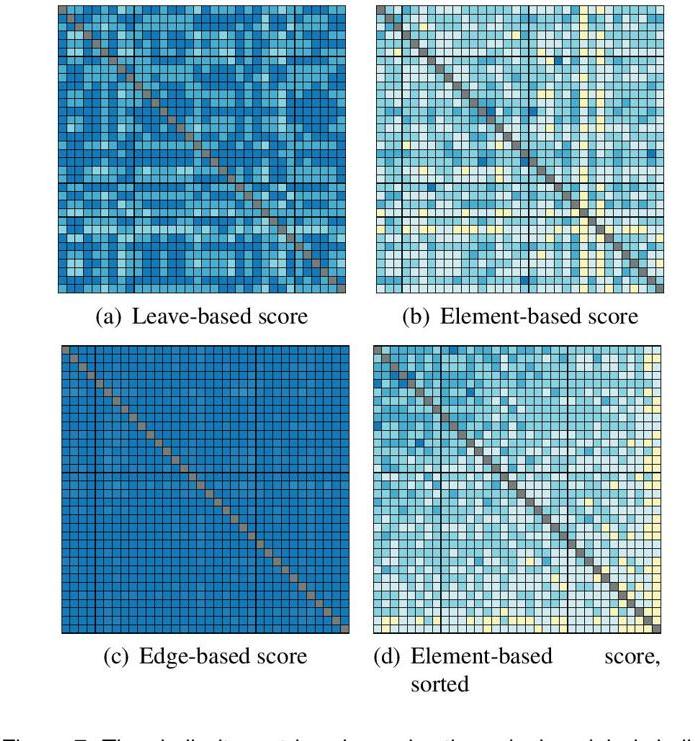 (a) Leave-based score
(b) Element-based score
(c) Edge-based score
(d) Element-based score,
sorted